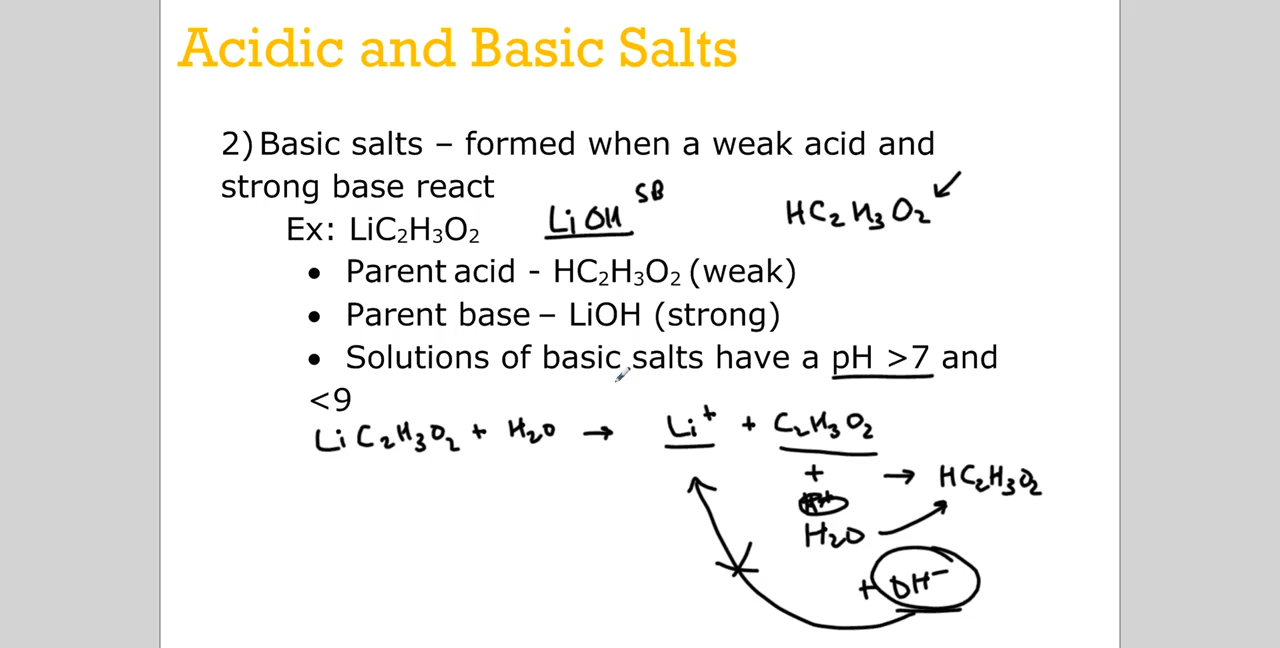 Acidic and Basic Salts
2) Basic salts – formed when a weak acid and
strong base react
LiOH SB
HC₂H₃O₂
Ex: LiC₂H₃O₂
• Parent acid - HC₂H₃O₂ (weak)
• Parent base – LiOH (strong)
• Solutions of basic salts have a pH >7 and
<9
LiC₂H₃O₂ + H₂O → Li⁺ + C₂H₃O₂
+ → HC₂H₃O₂
H₂O
+ OH⁻